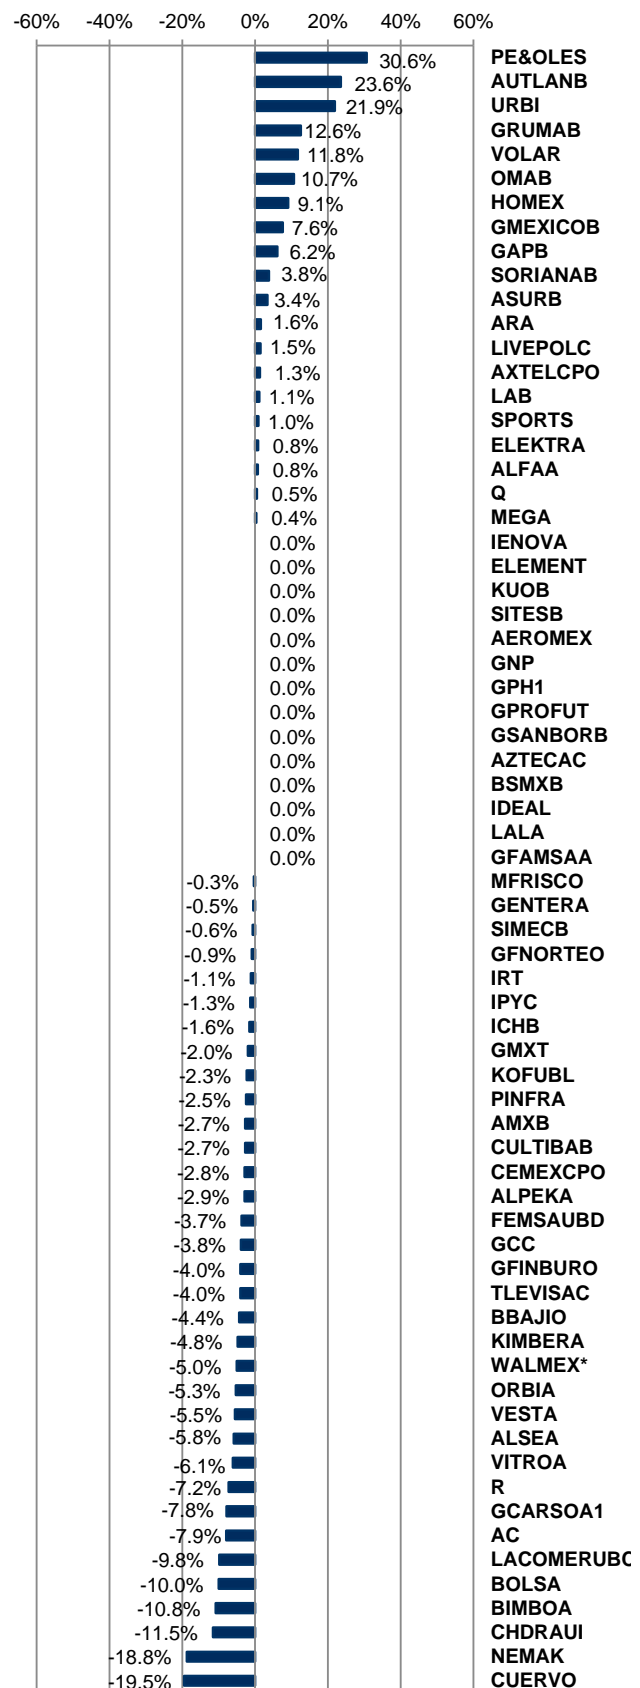 -60% -40% -20% 0% 20% 40% 60%
30.6% PE&OLES
23.6% AUTLANB
21.9% URBI
12.6% GRUMAB
11.8% VOLAR
10.7% OMAB
9.1% HOMEX
7.6% GMEXICOB
6.2% GAPB
3.8% SORIANAB
3.4% ASURB
1.6% ARA
1.5% LIVEPOLC
1.3% AXTELCPO
1.1% LAB
1.0% SPORTS
0.8% ELEKTRA
0.8% ALFAA
0.5% Q
0.4% MEGA
0.0% IENOVA
0.0% ELEMENT
0.0% KUOB
0.0% SITESB
0.0% AEROMEX
0.0% GNP
0.0% GPH1
0.0% GPROFUT
0.0% GSANBORB
0.0% AZTECAC
0.0% BSMXB
0.0% IDEAL
0.0% LALA
0.0% GFAMSAA
-0.3% MFRISCO
-0.5% GENTERA
-0.6% SIMECB
-0.9% GFNORTEO
-1.1% IRT
-1.3% IPYC
-1.6% ICHB
-2.0% GMXT
-2.3% KOFUBL
-2.5% PINFRA
-2.7% AMXB
-2.7% CULTIBAB
-2.8% CEMEXCPO
-2.9% ALPEKA
-3.7% FEMSAUBD
-3.8% GCC
-4.0% GFINBURO
-4.0% TLEVISAC
-4.4% BBAJIO
-4.8% KIMBERA
-5.0% WALMEX*
-5.3% ORBIA
-5.5% VESTA
-5.8% ALSEA
-6.1% VITROA
-7.2% R
-7.8% GCARSOA1
-7.9% AC
-9.8% LACOMERUBC
-10.0% BOLSA
-10.8% BIMBOA
-11.5% CHDRAUI
-18.8% NEMAK
-19.5% CUERVO